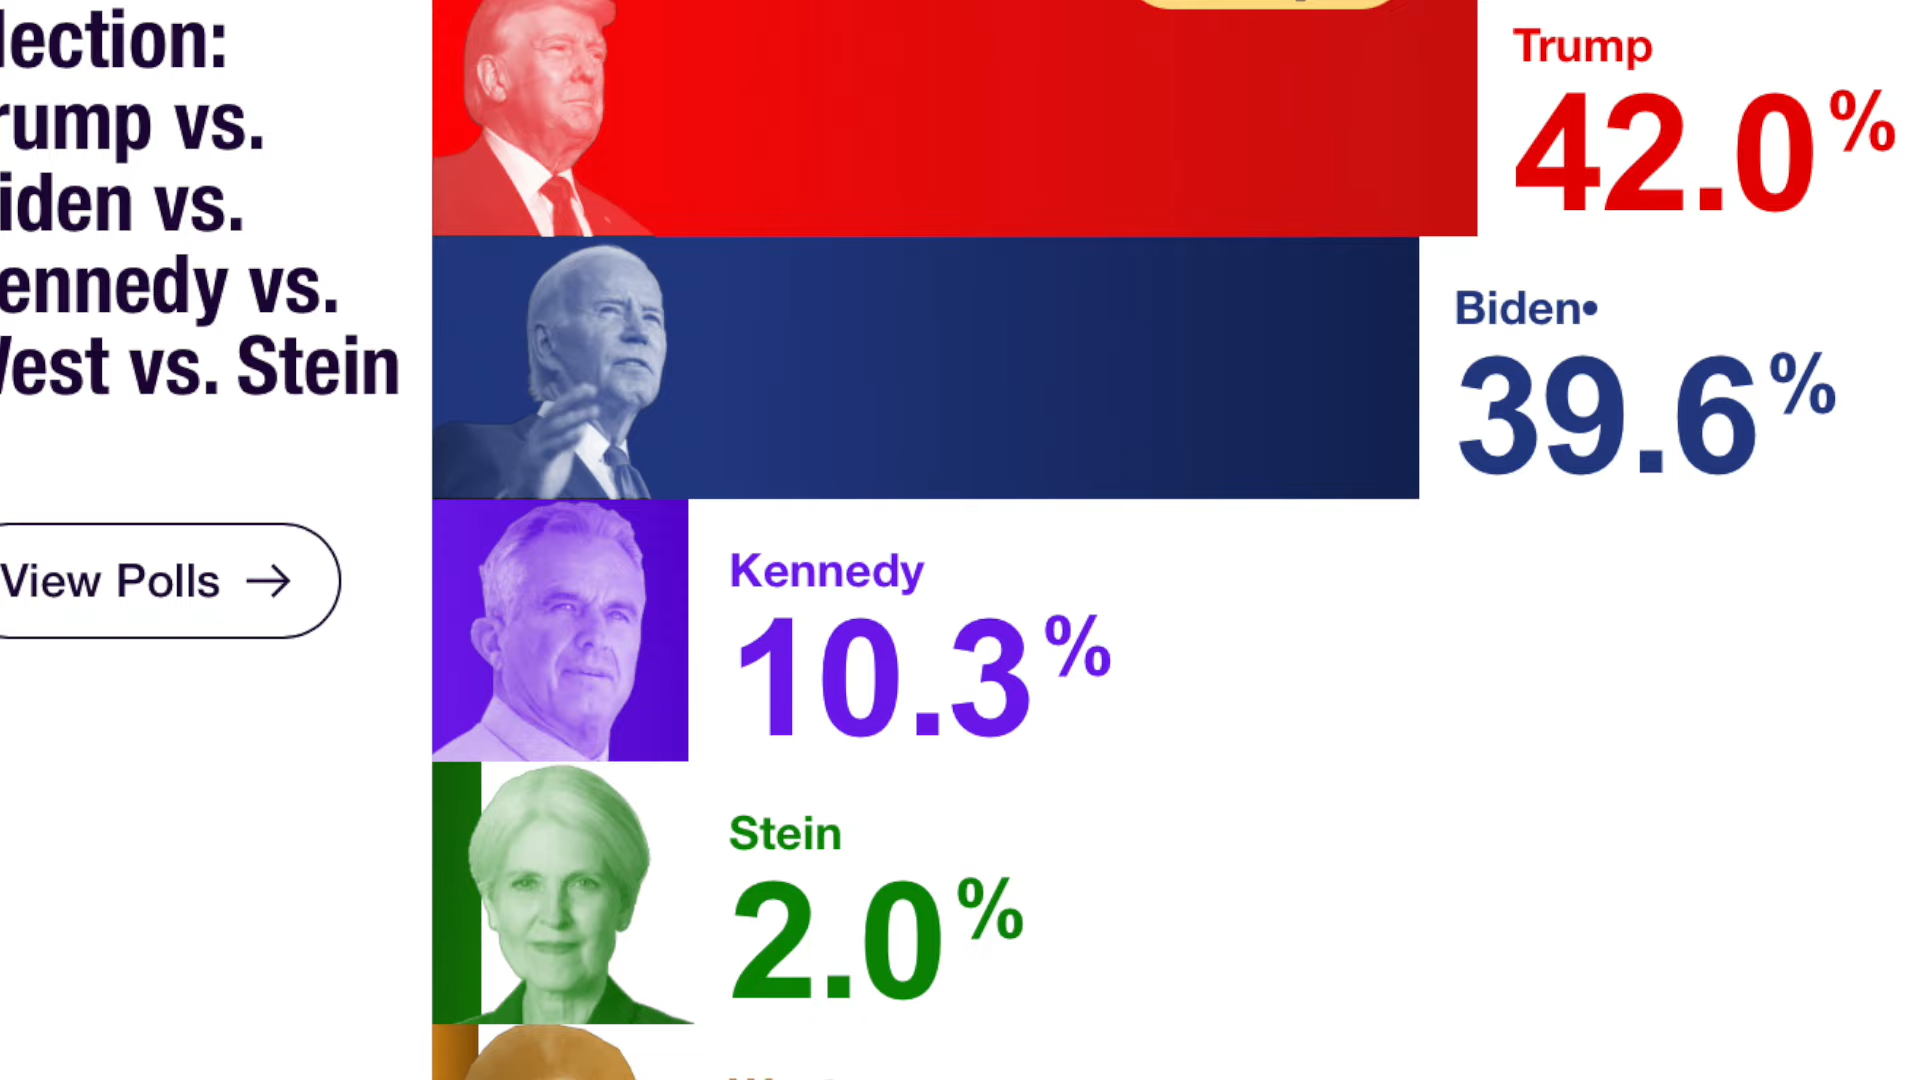 lection:
rump vs.
iden vs.
ennedy vs.
est vs. Stein
View Polls →
Trump
42.0%
Biden•
39.6%
Kennedy
10.3%
Stein
2.0%